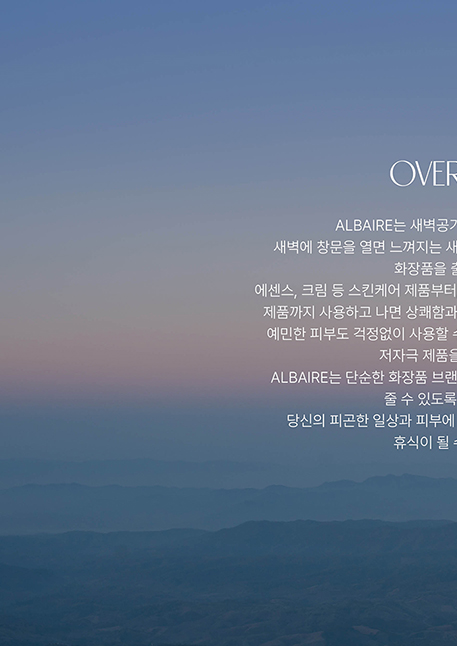 OVER
ALBAIRE는 새벽공기
새벽에 창문을 열면 느껴지는 새
화장품을
에센스, 크림 등 스킨케어 제품부터
제품까지 사용하고 나면 상쾌함과
예민한 피부도 걱정없이 사용할 수
저자극 제품을
ALBAIRE는 단순한 화장품 브랜
줄 수 있도록
당신의 피곤한 일상과 피부에
휴식이 될 수